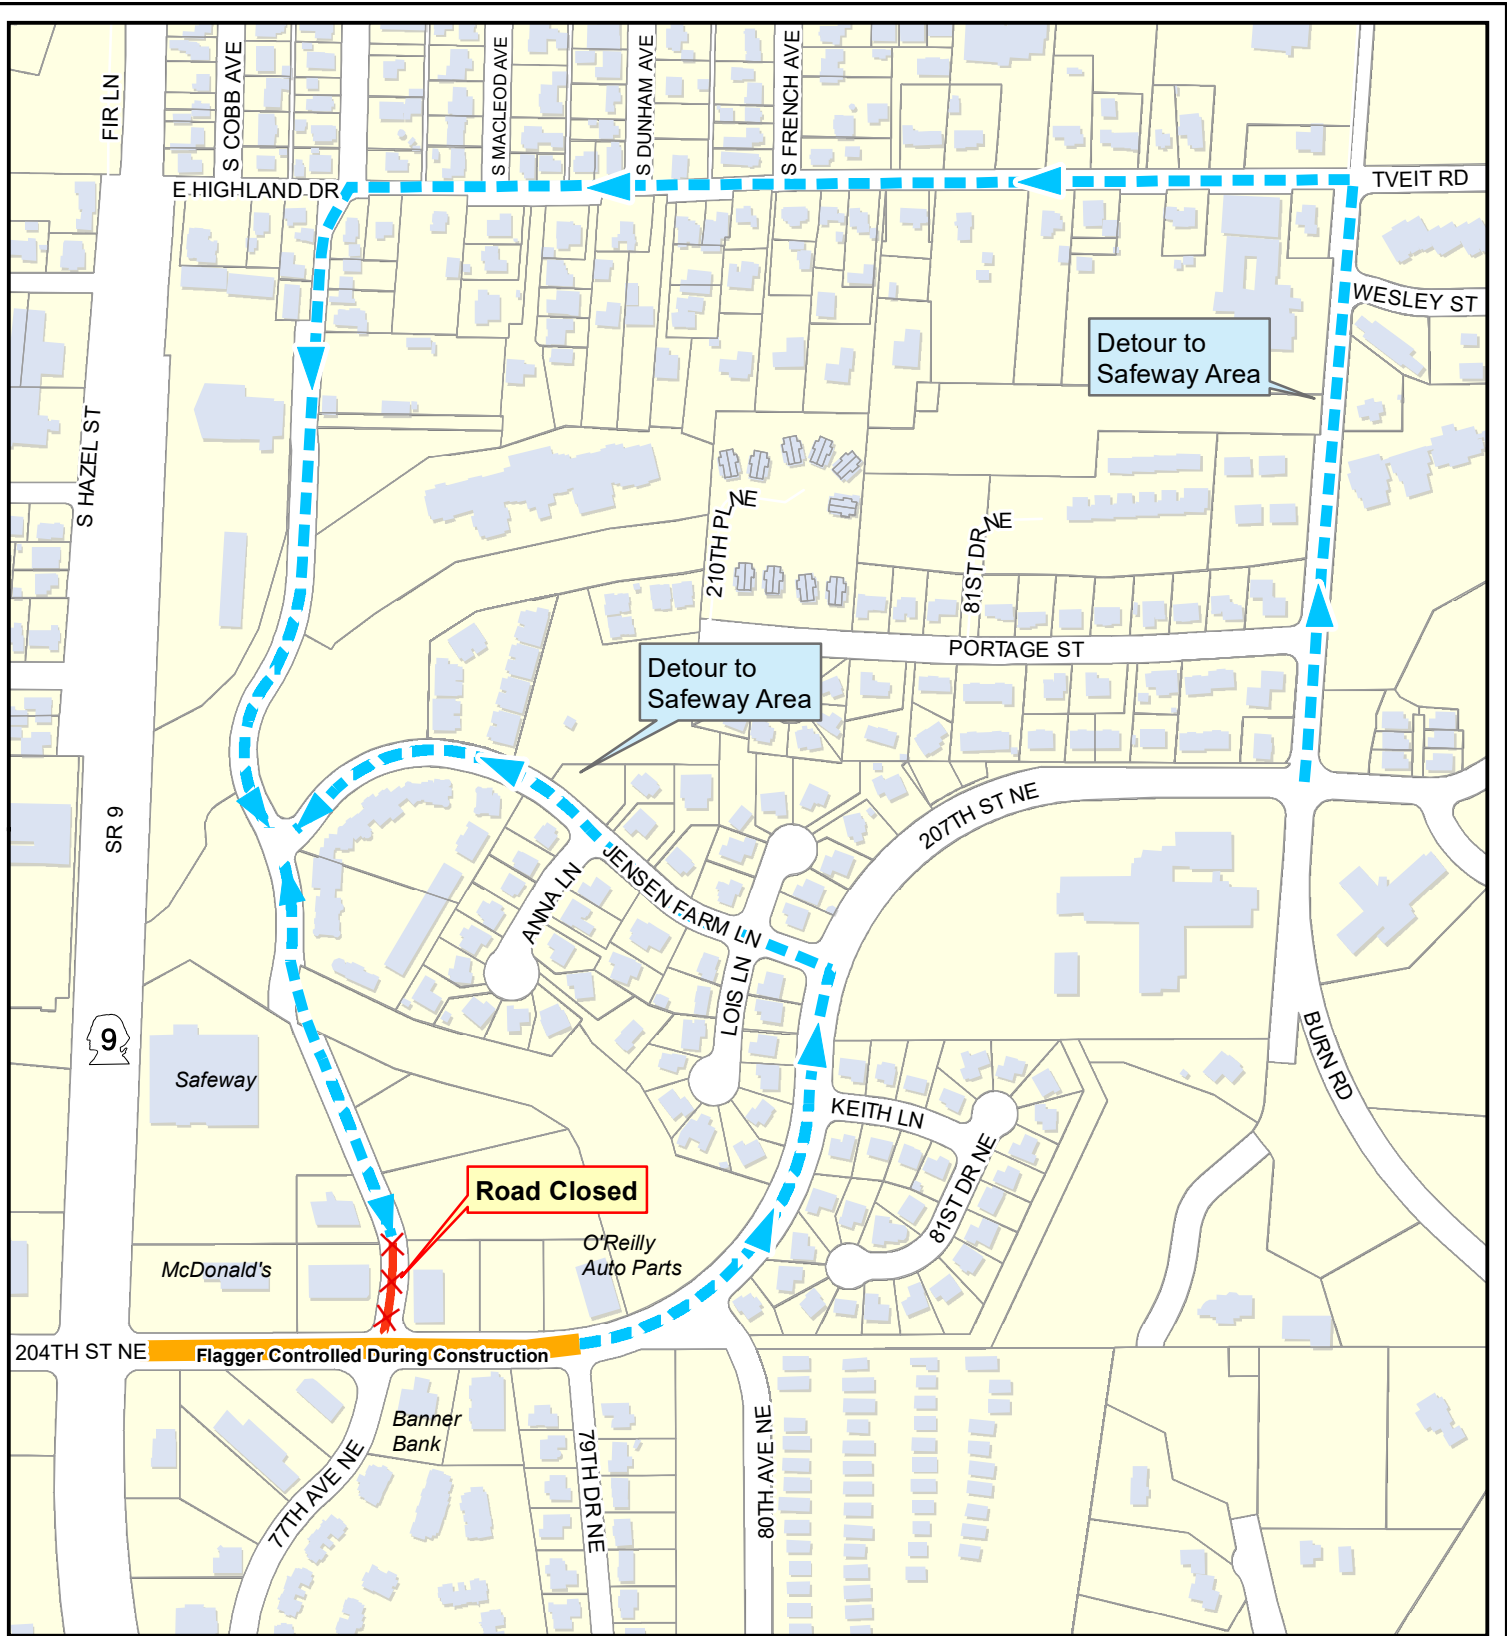 FIR LN
S COBB AVE
S MACLEOD AVE
S DUNHAM AVE
S FRENCH AVE
E HIGHLAND DR
TVEIT RD
WESLEY ST
Detour to
Safeway Area
S HAZEL ST
210TH PL NE
81ST DR NE
PORTAGE ST
Detour to
Safeway Area
207TH ST NE
SR 9
JENSEN FARM LN
ANNA LN
LOIS LN
9
Safeway
KEITH LN
BURN RD
81ST DR NE
Road Closed
O'Reilly
Auto Parts
McDonald's
204TH ST NE
Flagger Controlled During Construction
Banner
Bank
77TH AVE NE
79TH DR NE
80TH AVE NE